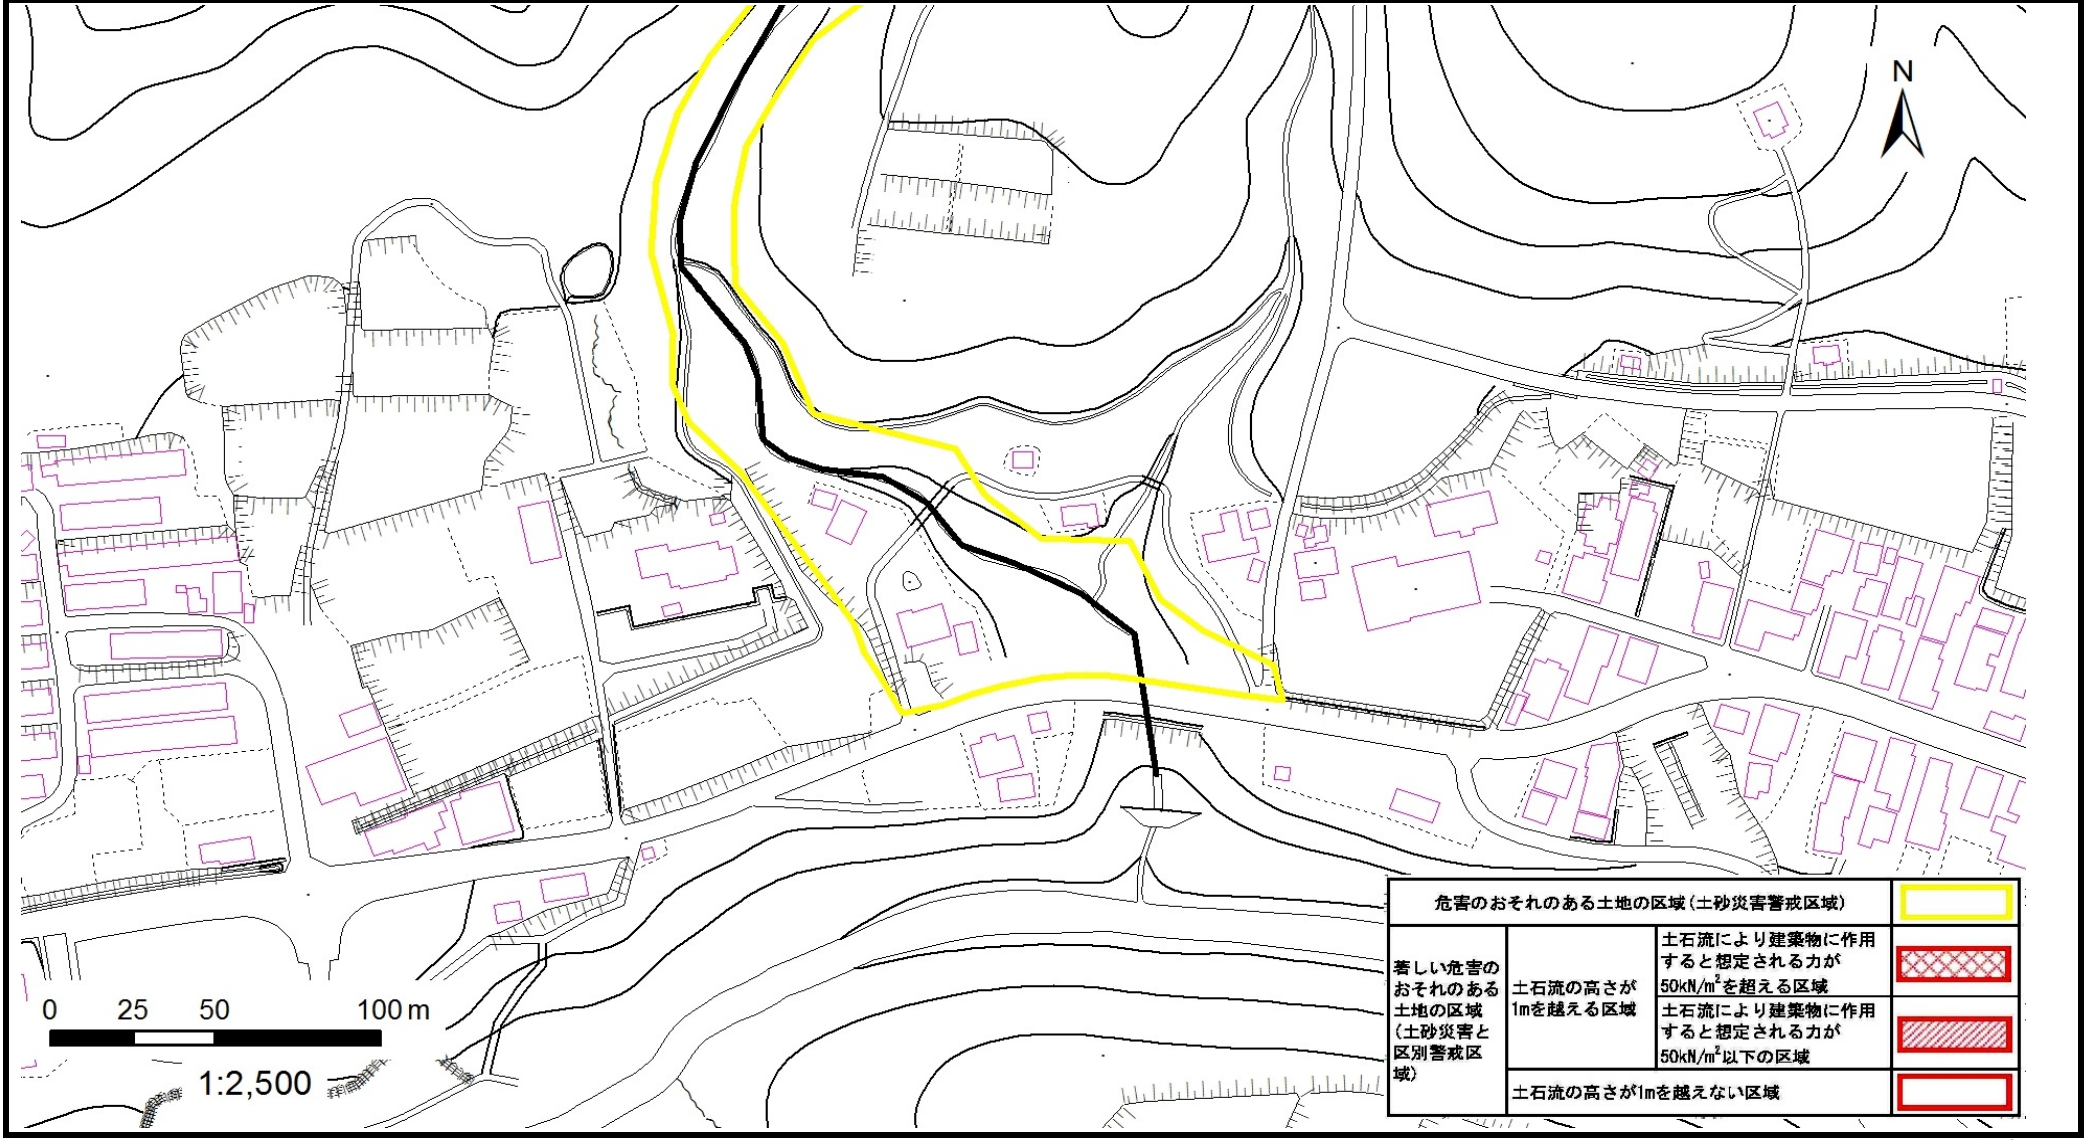 N
危害のおそれのある土地の区域(土砂災害警戒区域)
著しい危害の
おそれのある
土地の区域
(土砂災害と
区別警戒区
域)
土石流の高さが
1mを越える区域
土石流により建築物に作用
すると想定される力が
50kN/m²を超える区域
土石流により建築物に作用
すると想定される力が
50kN/m²以下の区域
土石流の高さが1mを越えない区域
0 25 50 100 m
1:2,500